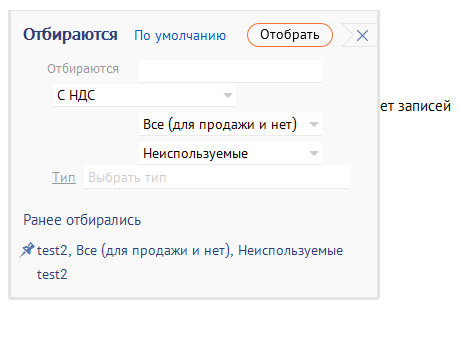 Отбираются По умолчанию Отобрать
Отбираются
С НДС
ет записей
Все (для продажи и нет)
Неиспользуемые
Тип Выбрать тип
Ранее отбирались
test2, Все (для продажи и нет), Неиспользуемые
test2